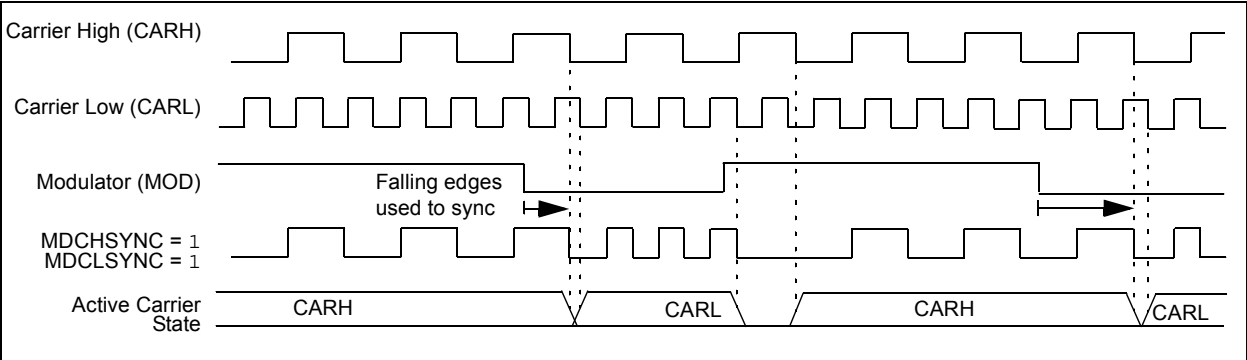 Carrier High (CARH)
Carrier Low (CARL)
Modulator (MOD)
Falling edges
used to sync
MDCHSYNC = 1
MDCLSYNC = 1
Active Carrier
State
CARH
CARL
CARH
CARL